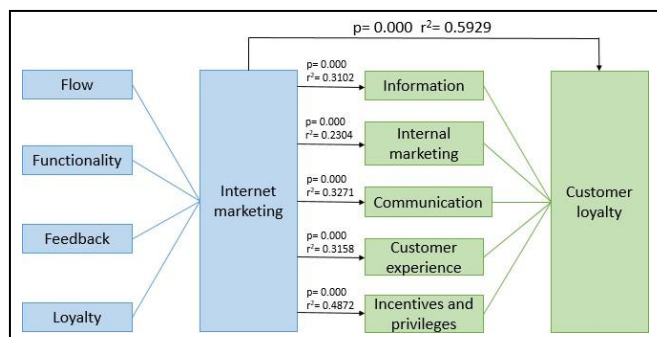 p= 0.000 r²= 0.5929
Flow
Functionality
Feedback
Loyalty
Internet
marketing
p= 0.000
r²= 0.3102
p= 0.000
r²= 0.2304
p= 0.000
r²= 0.3271
p= 0.000
r²= 0.3158
p= 0.000
r²= 0.4872
Information
Internal
marketing
Communication
Customer
experience
Incentives and
privileges
Customer
loyalty